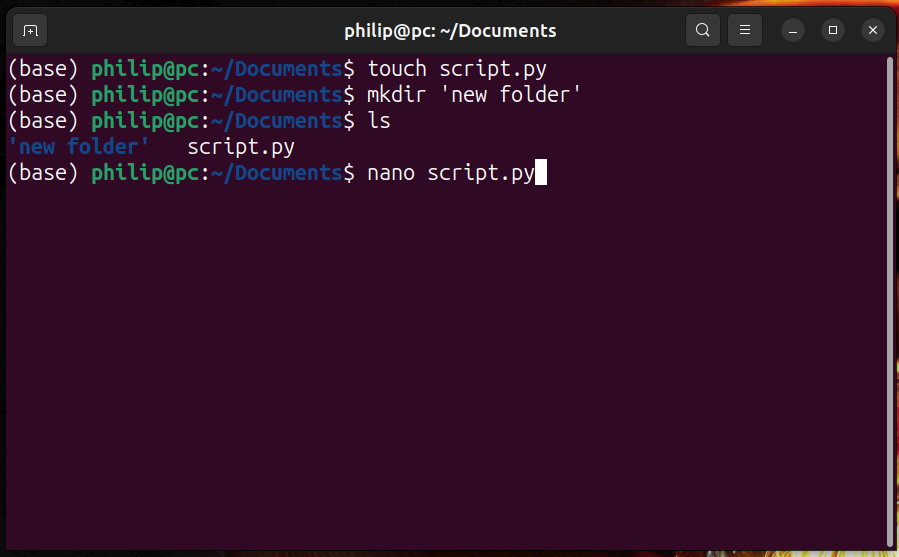 philip@pc: ~/Documents
(base) philip@pc:~/Documents$ touch script.py
(base) philip@pc:~/Documents$ mkdir 'new folder'
(base) philip@pc:~/Documents$ ls
'new folder'   script.py
(base) philip@pc:~/Documents$ nano script.py